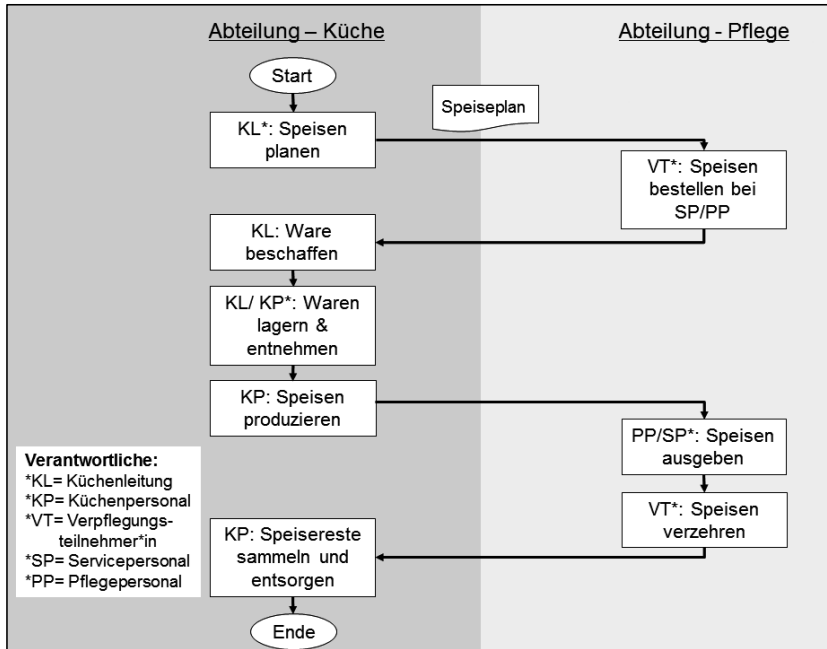 Abteilung – Küche
Abteilung - Pflege
Start
Speiseplan
KL*: Speisen
planen
VT*: Speisen
bestellen bei
SP/PP
KL: Ware
beschaffen
KL/ KP*: Waren
lagern &
entnehmen
KP: Speisen
produzieren
PP/SP*: Speisen
ausgeben
VT*: Speisen
verzehren
KP: Speisereste
sammeln und
entsorgen
Ende
Verantwortliche:
*KL= Küchenleitung
*KP= Küchenpersonal
*VT= Verpflegungs-
teilnehmer*in
*SP= Servicepersonal
*PP= Pflegepersonal